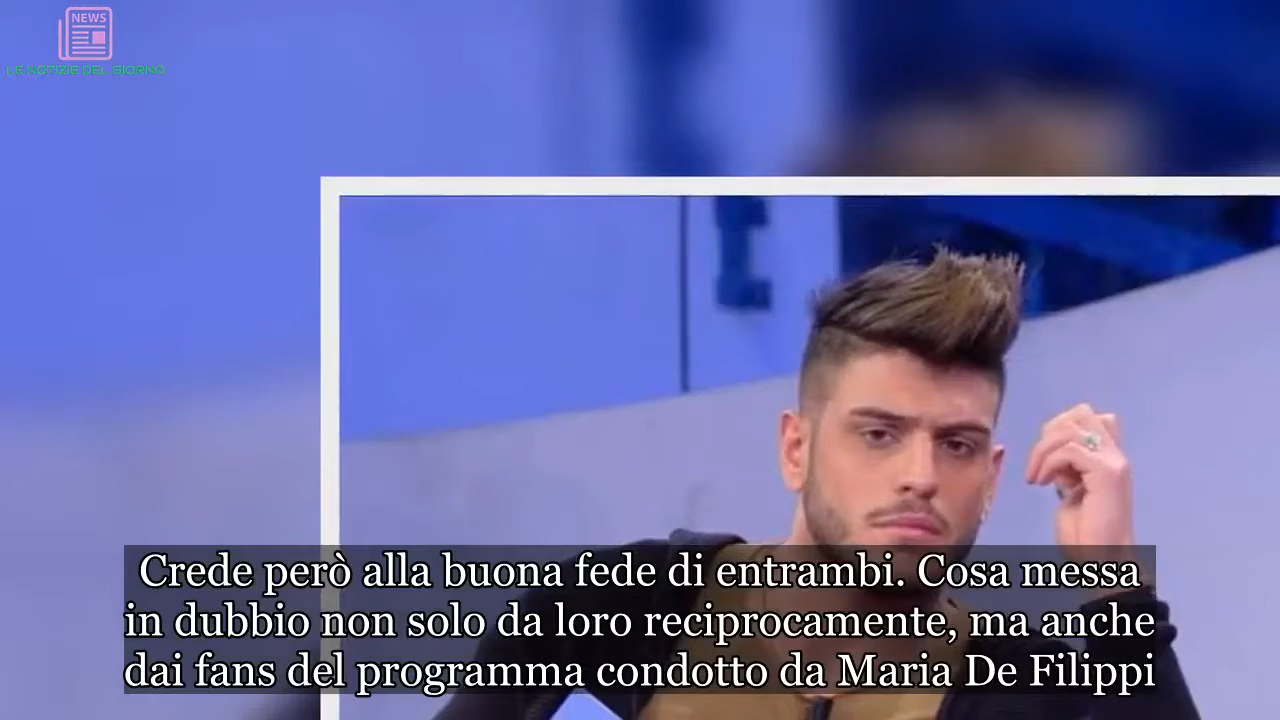 NEWS
LE NOTIZIE DEL GIORNO
Crede però alla buona fede di entrambi. Cosa messa
in dubbio non solo da loro reciprocamente, ma anche
dai fans del programma condotto da Maria De Filippi